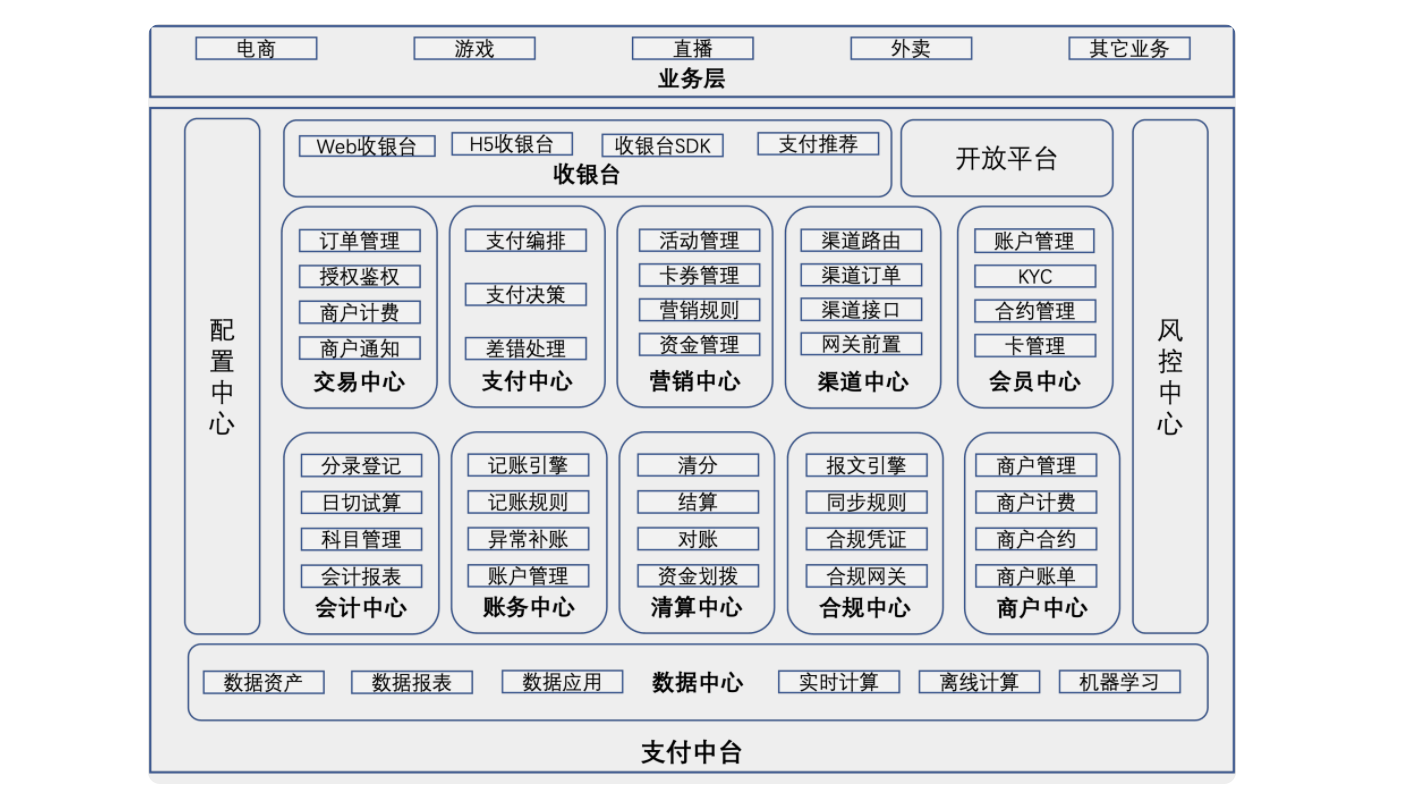 电商
游戏
直播
外卖
其它业务
业务层
配置中心
Web收银台
H5收银台
收银台SDK
支付推荐
收银台
开放平台
订单管理
授权鉴权
商户计费
商户通知
交易中心
支付编排
支付决策
差错处理
支付中心
活动管理
卡券管理
营销规则
资金管理
营销中心
渠道路由
渠道订单
渠道接口
网关前置
渠道中心
账户管理
KYC
合约管理
卡管理
会员中心
风控中心
分录登记
日切试算
科目管理
会计报表
会计中心
记账引擎
记账规则
异常补账
账户管理
账务中心
清分
结算
对账
资金划拨
清算中心
报文引擎
同步规则
合规凭证
合规网关
合规中心
商户管理
商户计费
商户合约
商户账单
商户中心
数据资产
数据报表
数据应用
数据中心
实时计算
离线计算
机器学习
支付中台